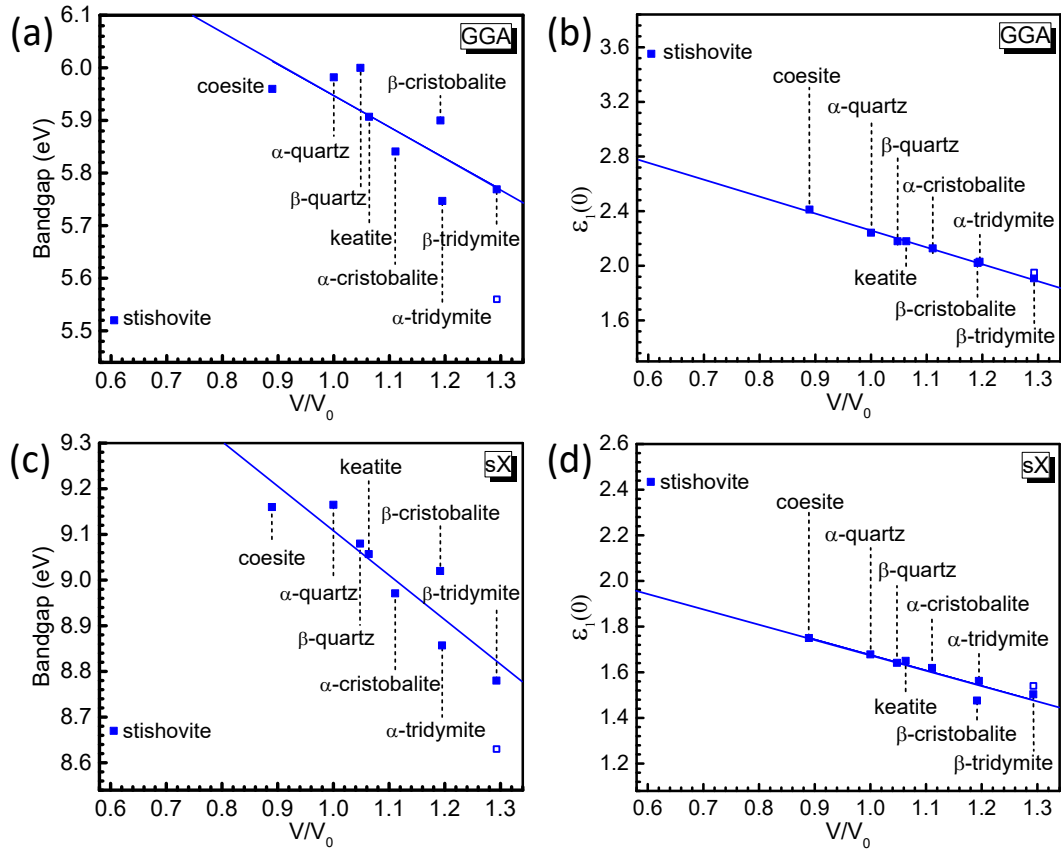 (a)
GGA
6.1
6.0
5.9
5.8
5.7
5.6
5.5
Bandgap (eV)
coesite
β-cristobalite
α-quartz
β-quartz
keatite
β-tridymite
α-cristobalite
α-tridymite
stishovite
0.6 0.7 0.8 0.9 1.0 1.1 1.2 1.3
V/V₀
(b)
GGA
3.6
3.2
2.8
2.4
2.0
1.6
ε₁(0)
stishovite
coesite
α-quartz
β-quartz
α-cristobalite
α-tridymite
keatite
β-cristobalite
β-tridymite
0.6 0.7 0.8 0.9 1.0 1.1 1.2 1.3
V/V₀
(c)
sX
9.3
9.2
9.1
9.0
8.9
8.8
8.7
8.6
Bandgap (eV)
keatite
β-cristobalite
coesite
β-tridymite
α-quartz
β-quartz
α-cristobalite
α-tridymite
stishovite
0.6 0.7 0.8 0.9 1.0 1.1 1.2 1.3
V/V₀
(d)
sX
2.6
2.4
2.2
2.0
1.8
1.6
1.4
1.2
ε₁(0)
stishovite
coesite
α-quartz
β-quartz
α-cristobalite
α-tridymite
keatite
β-cristobalite
β-tridymite
0.6 0.7 0.8 0.9 1.0 1.1 1.2 1.3
V/V₀